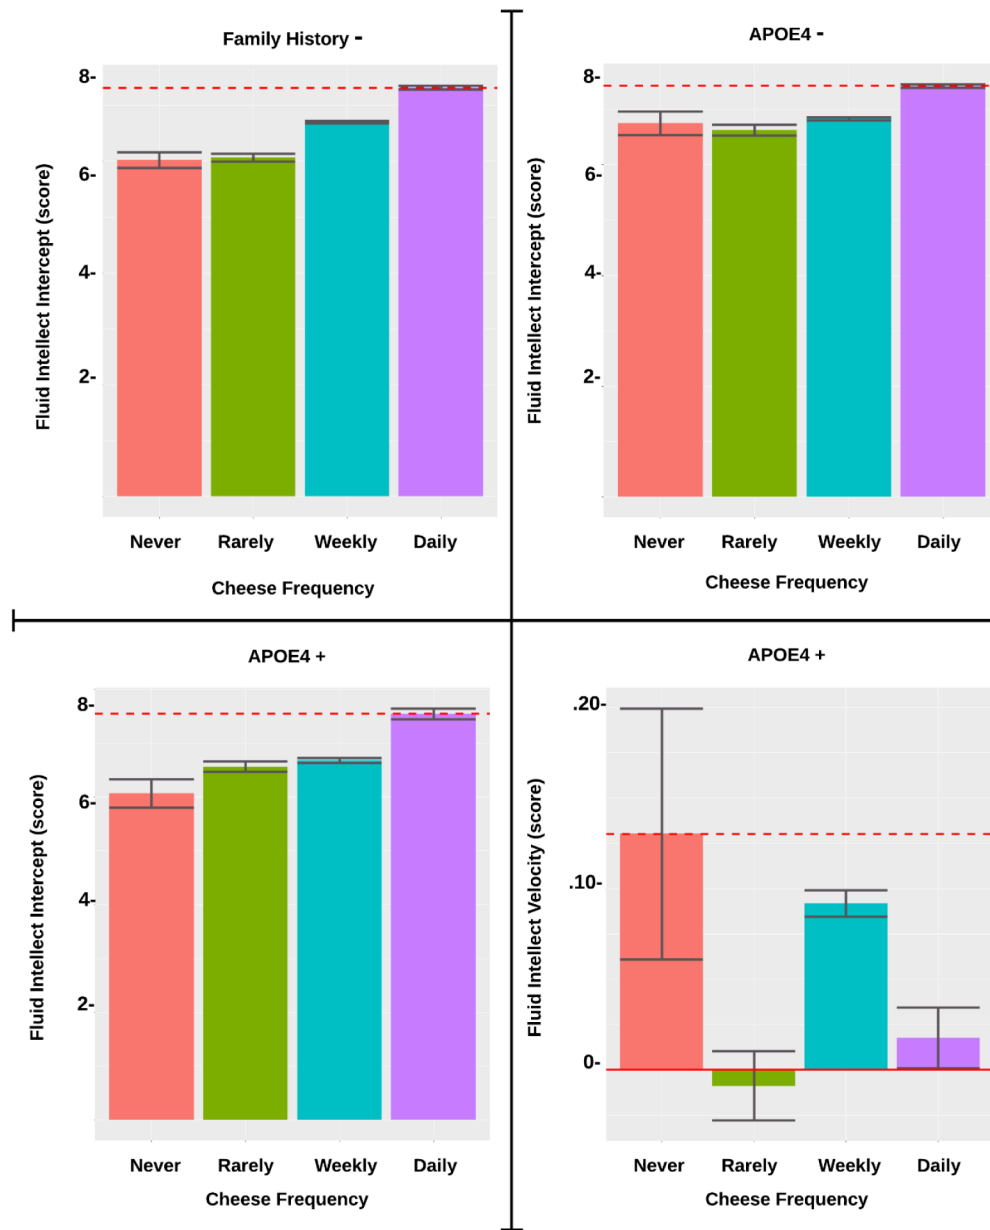 Family History -
8-
6-
4-
2-
Fluid Intellect Intercept (score)
Never Rarely Weekly Daily
Cheese Frequency
APOE4 -
8-
6-
4-
2-
Fluid Intellect Intercept (score)
Never Rarely Weekly Daily
Cheese Frequency
APOE4 +
8-
6-
4-
2-
Fluid Intellect Intercept (score)
Never Rarely Weekly Daily
Cheese Frequency
APOE4 +
.20-
.10-
0-
Fluid Intellect Velocity (score)
Never Rarely Weekly Daily
Cheese Frequency